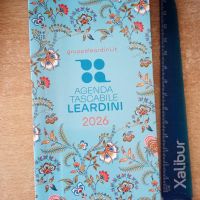 gruppoleardini.it
AGENDA
TASCABILE
LEARDINI
2026
Xalibur